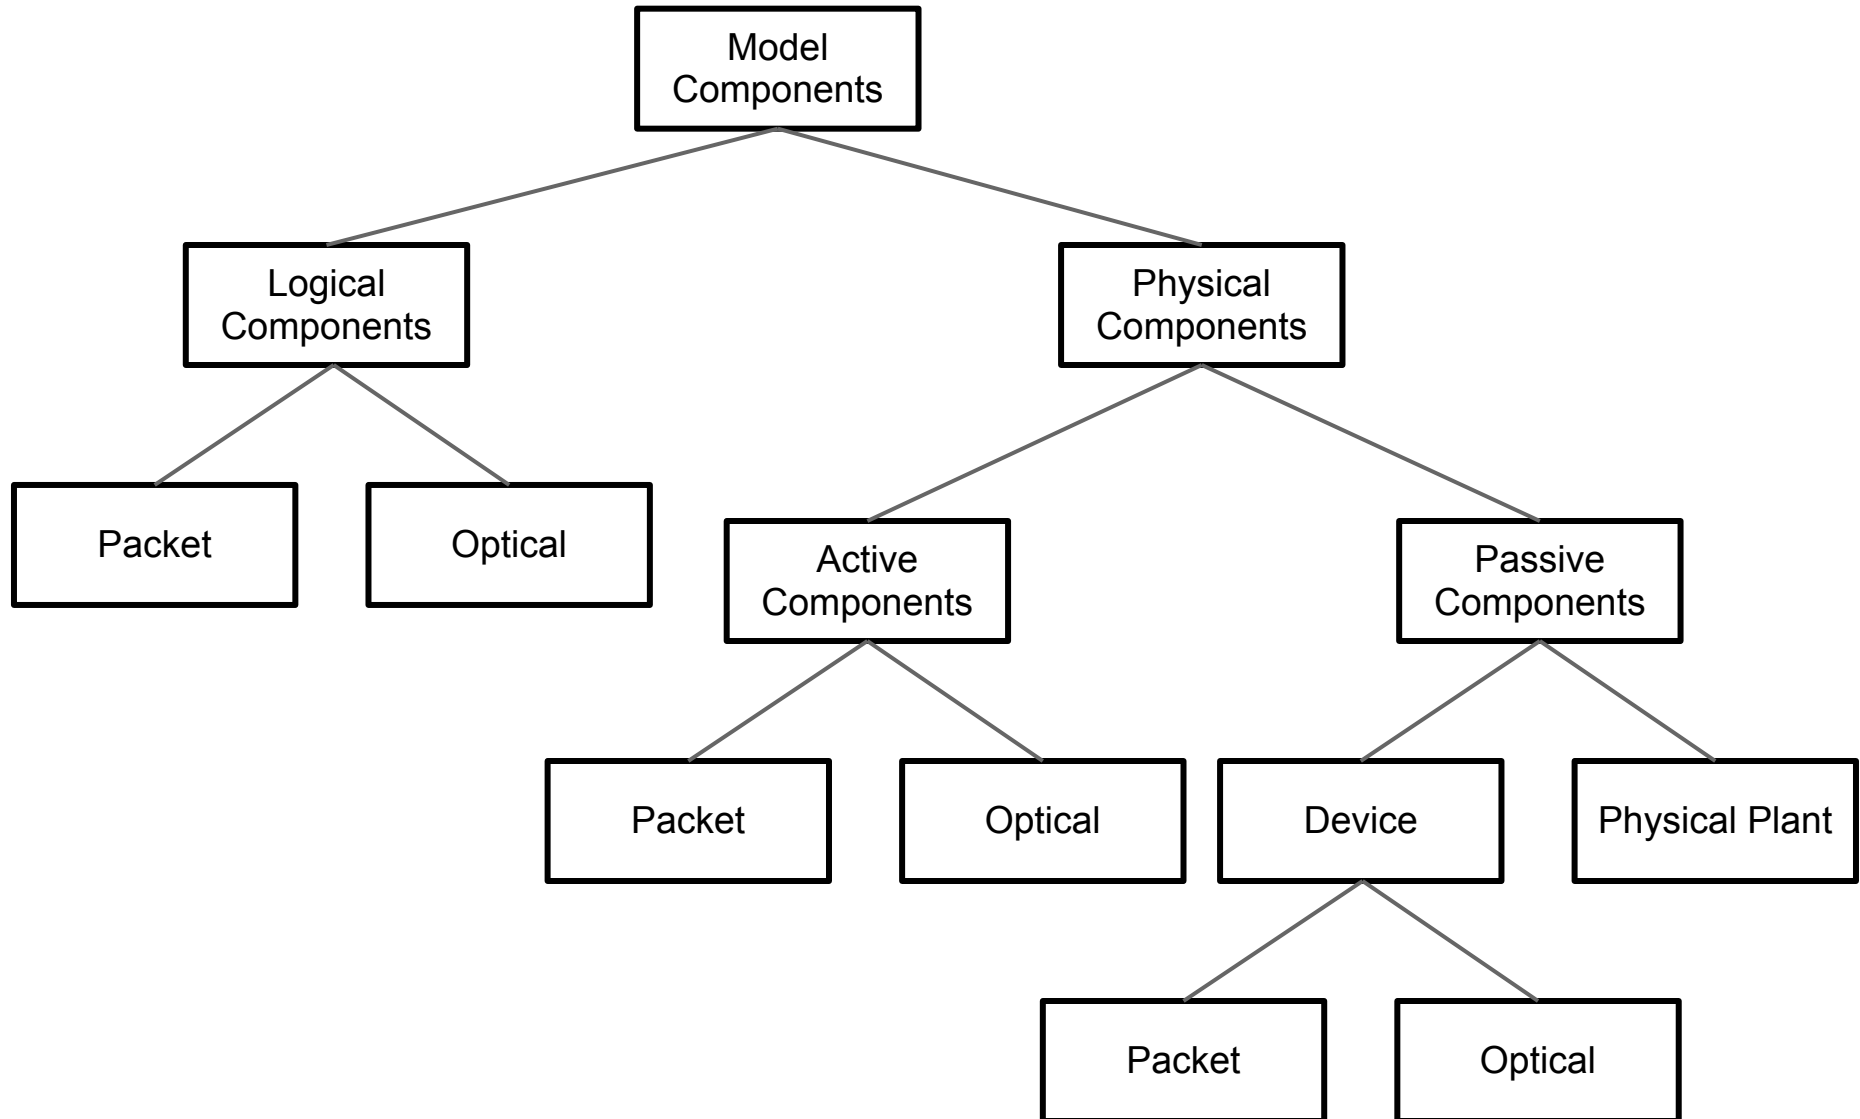 Model
Components
Logical
Components
Physical
Components
Packet
Optical
Active
Components
Passive
Components
Packet
Optical
Device
Physical Plant
Packet
Optical